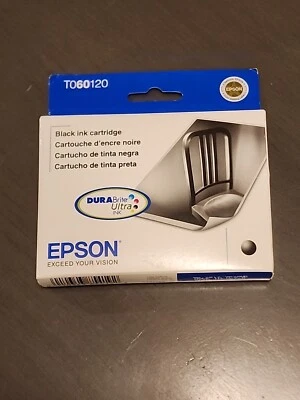 T060120
EPSON
Black ink cartridge
Cartouche d'encre noire
Cartucho de tinta negra
Cartucho de tinta preta
DURABrite
Ultra
INK
EPSON
EXCEED YOUR VISION